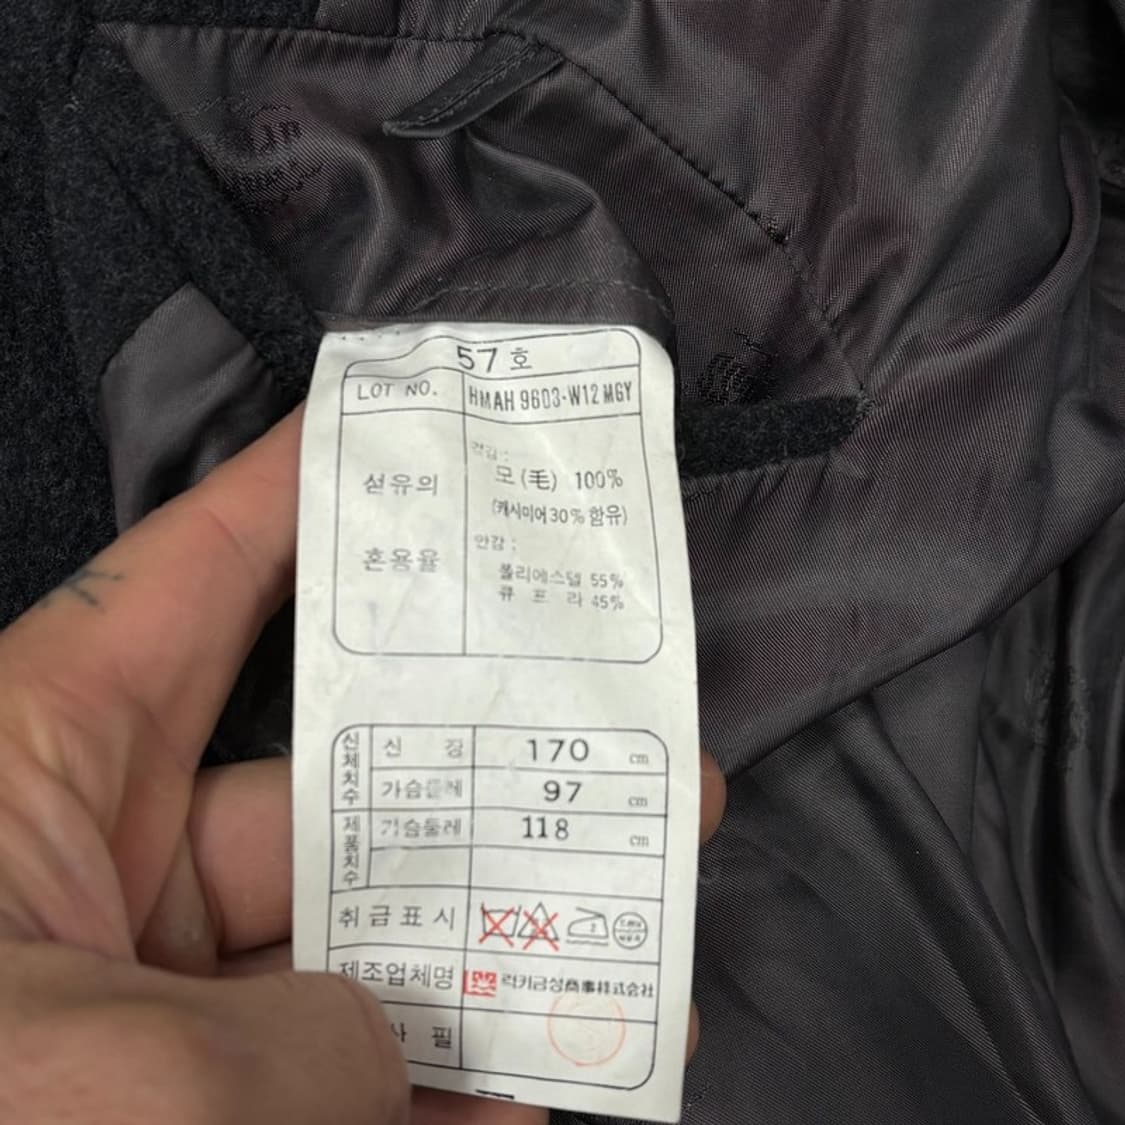 57 호
LOT NO. HMAH 9603-W12 MGY
섬유의 혼용율
겉감 :
모 (毛) 100%
(캐시미어 30% 함유)
안감 :
폴리에스텔 55%
큐 프 라 45%
신체치수
신 장 170 cm
가슴둘레 97 cm
제품치수
가슴둘레 118 cm
취급표시
제조업체명 럭키금성商事株式会社
사 필